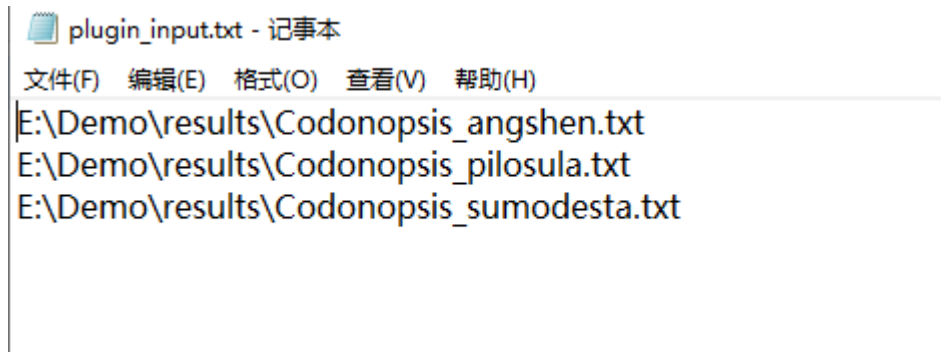 plugin_input.txt - 记事本
文件(F) 编辑(E) 格式(O) 查看(V) 帮助(H)
E:\Demo\results\Codonopsis_angshen.txt
E:\Demo\results\Codonopsis_pilosula.txt
E:\Demo\results\Codonopsis_sumodesta.txt